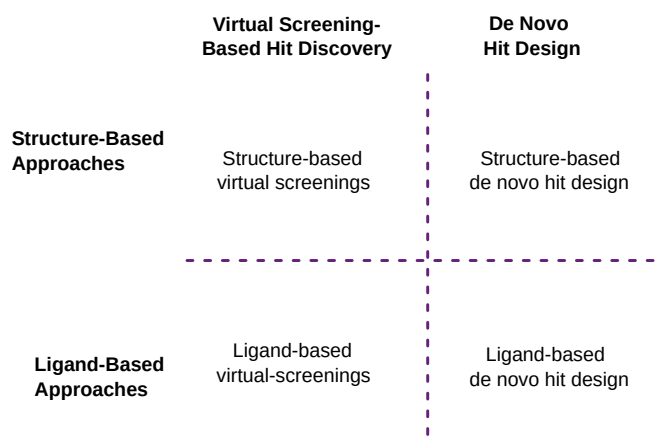 Virtual Screening-
Based Hit Discovery
De Novo
Hit Design
Structure-Based
Approaches
Structure-based
virtual screenings
Structure-based
de novo hit design
Ligand-Based
Approaches
Ligand-based
virtual-screenings
Ligand-based
de novo hit design